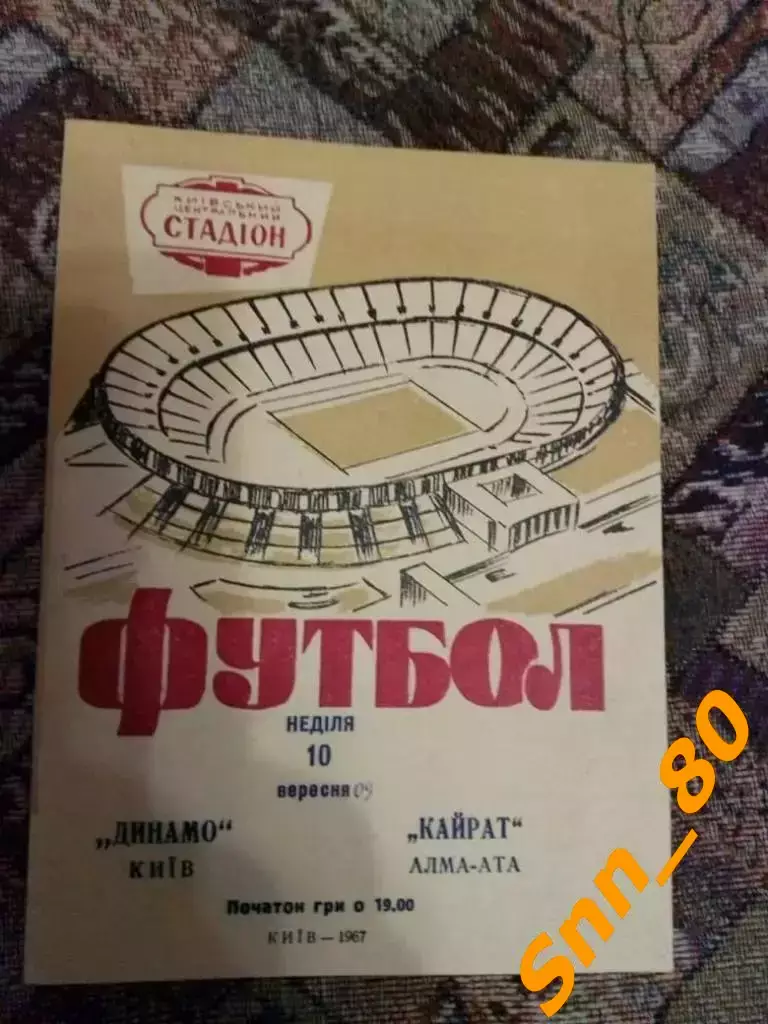 КИЇВСЬКИЙ
ЦЕНТРАЛЬНИЙ
СТАДІОН
ФУТБОЛ
НЕДІЛЯ
10
вересня 09
„ДИНАМО“ „КАЙРАТ“
КИЇВ АЛМА-АТА
Початок гри о 19.00
КИЇВ — 1967
Snn_80